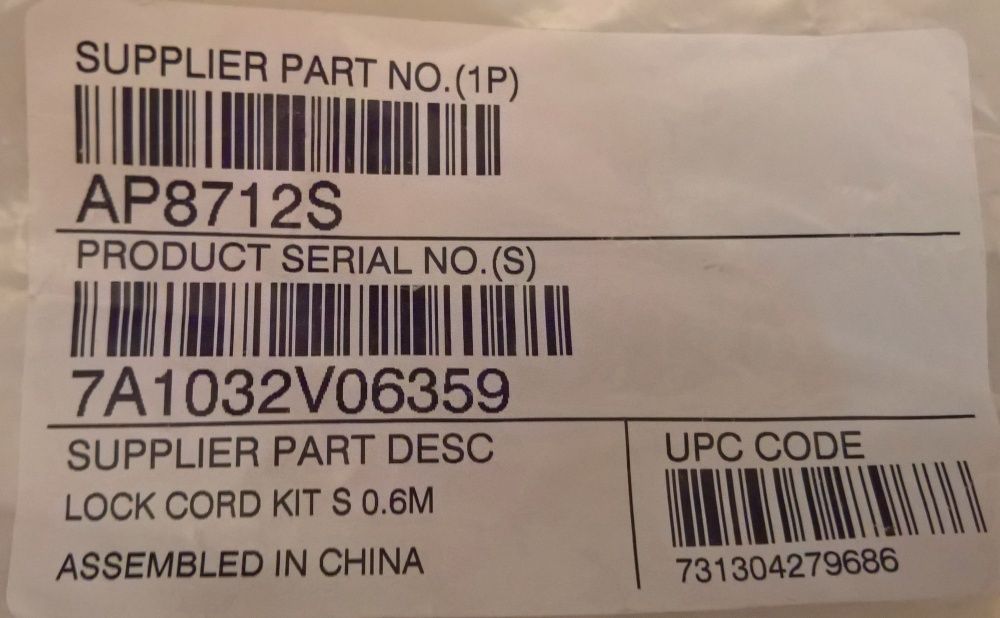 SUPPLIER PART NO.(1P)
AP8712S
PRODUCT SERIAL NO.(S)
7A1032V06359
SUPPLIER PART DESC
LOCK CORD KIT S 0.6M
ASSEMBLED IN CHINA
UPC CODE
731304279686